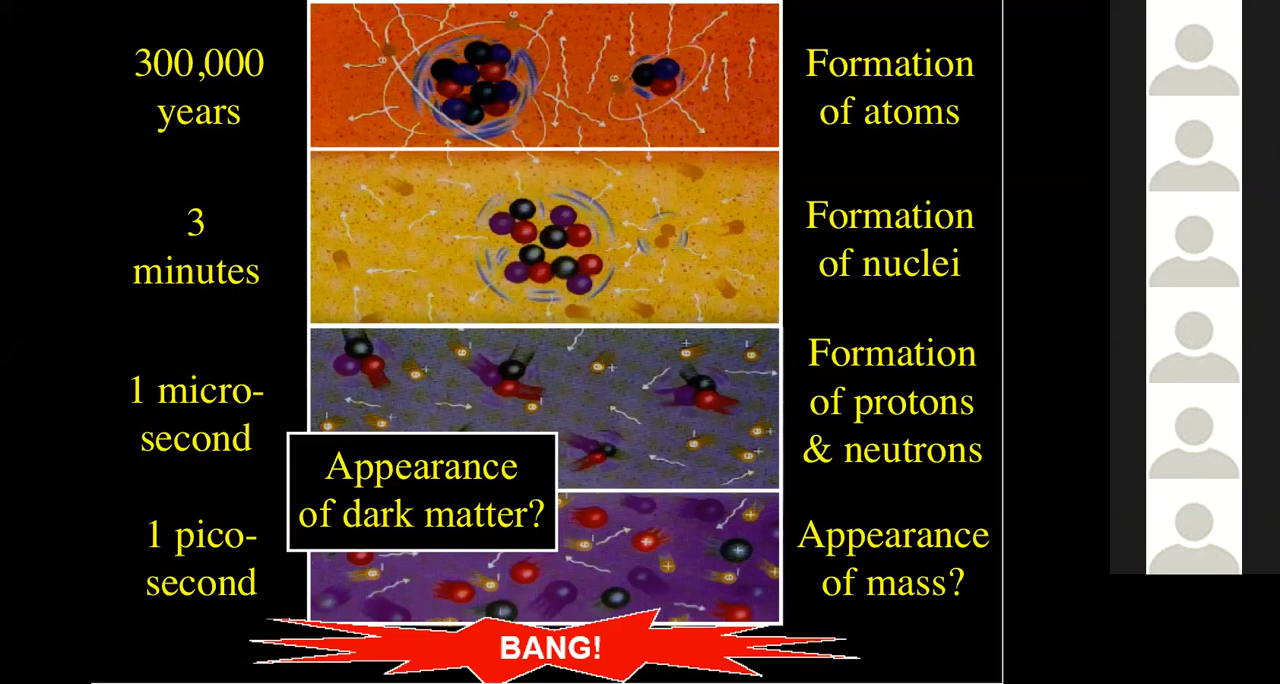 300,000
years
Formation
of atoms
3
minutes
Formation
of nuclei
1 micro-
second
Formation
of protons
& neutrons
Appearance
of dark matter?
1 pico-
second
Appearance
of mass?
BANG!